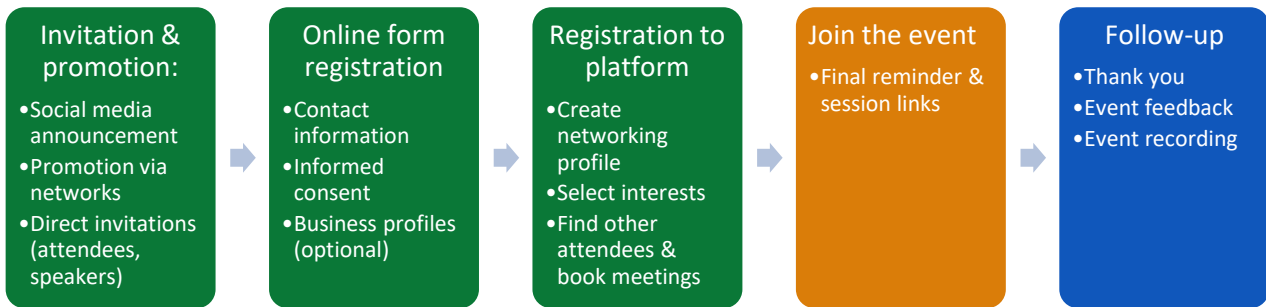 Invitation &
promotion:
•Social media
announcement
•Promotion via
networks
•Direct invitations
(attendees,
speakers)
Online form
registration
•Contact
information
•Informed
consent
•Business profiles
(optional)
Registration to
platform
•Create
networking
profile
•Select interests
•Find other
attendees &
book meetings
Join the event
•Final reminder &
session links
Follow-up
•Thank you
•Event feedback
•Event recording